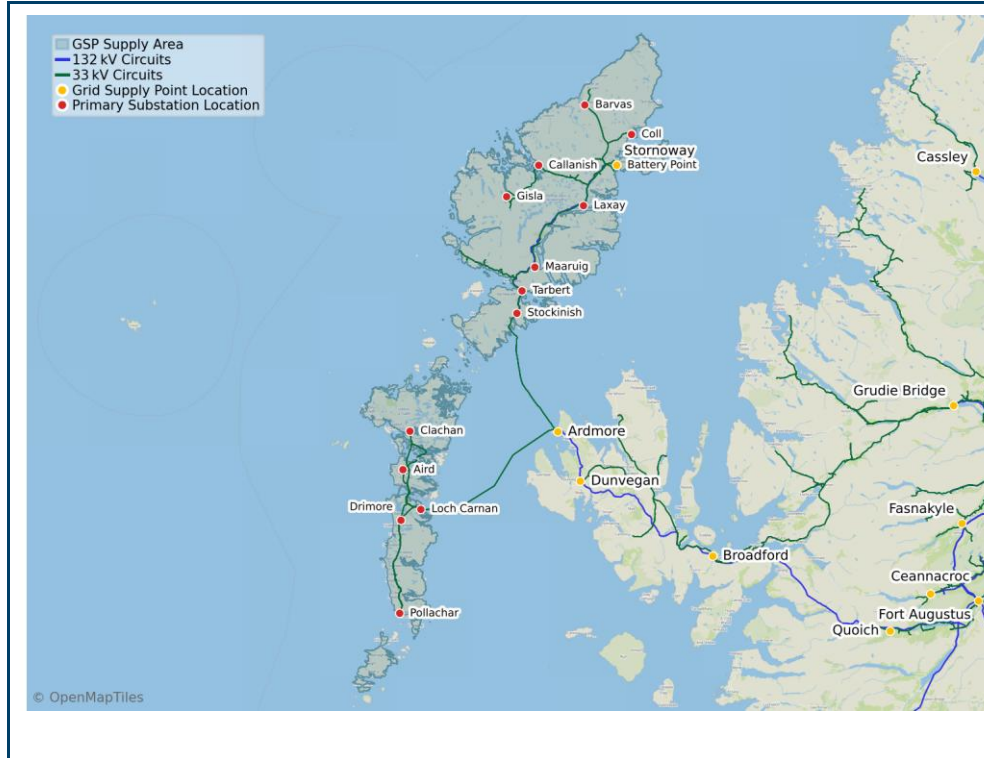 GSP Supply Area
132 kV Circuits
33 kV Circuits
Grid Supply Point Location
Primary Substation Location
Barvas
Coll
Stornoway
Battery Point
Callanish
Cassley
Gisla
Laxay
Maaruig
Tarbert
Stockinish
Grudie Bridge
Clachan
Ardmore
Aird
Dunvegan
Drimore
Loch Carnan
Fasnakyle
Broadford
Ceannacroc
Fort Augustus
Pollachar
Quoich
© OpenMapTiles